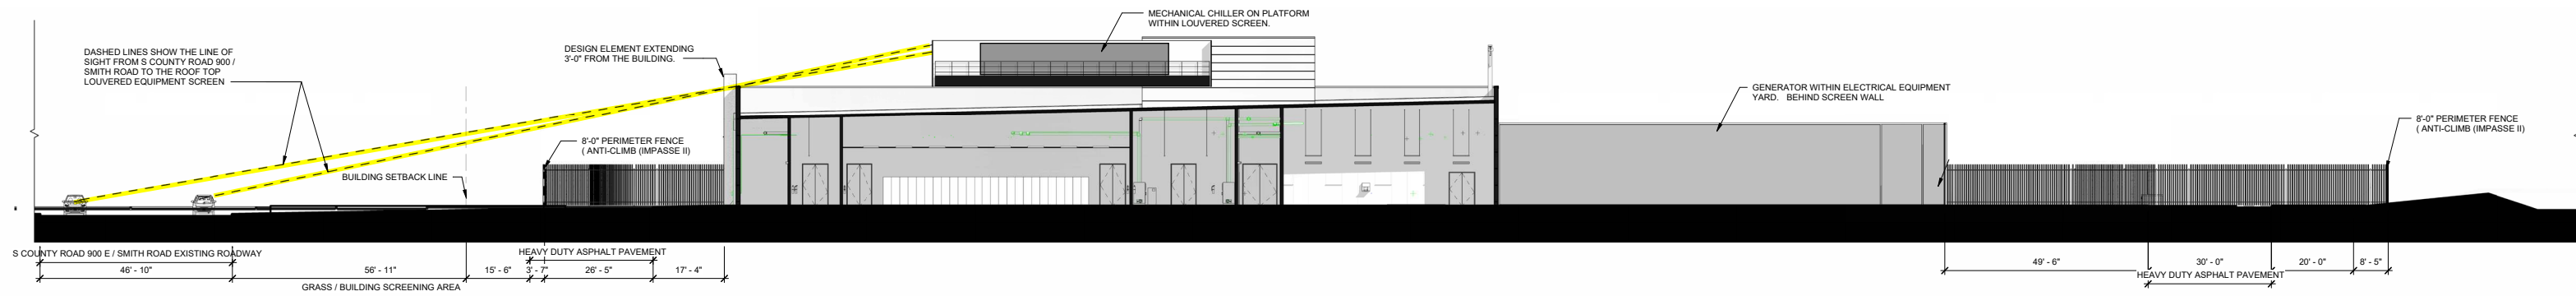 MECHANICAL CHILLER ON PLATFORM
WITHIN LOUVERED SCREEN.
DASHED LINES SHOW THE LINE OF
SIGHT FROM S COUNTY ROAD 900 /
SMITH ROAD TO THE ROOF TOP
LOUVERED EQUIPMENT SCREEN
DESIGN ELEMENT EXTENDING
3'-0" FROM THE BUILDING.
GENERATOR WITHIN ELECTRICAL EQUIPMENT
YARD. BEHIND SCREEN WALL
8'-0" PERIMETER FENCE
( ANTI-CLIMB (IMPASSE II)
8'-0" PERIMETER FENCE
( ANTI-CLIMB (IMPASSE II)
BUILDING SETBACK LINE
S COUNTY ROAD 900 E / SMITH ROAD EXISTING ROADWAY
HEAVY DUTY ASPHALT PAVEMENT
46' - 10"
56' - 11"
15' - 6"
3' - 7"
26' - 5"
17' - 4"
49' - 6"
30' - 0"
20' - 0"
8' - 5"
HEAVY DUTY ASPHALT PAVEMENT
GRASS / BUILDING SCREENING AREA